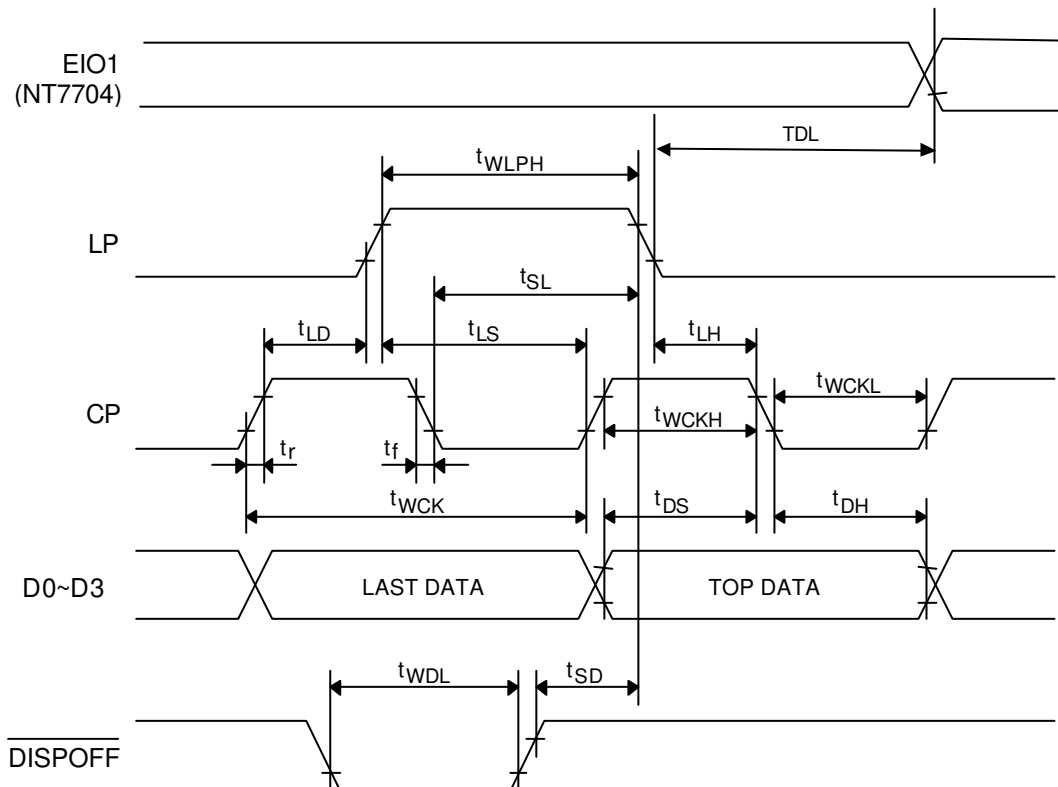 EIO1
(NT7704)
TDL
tWLPH
LP
tSL
tLD
tLS
tLH
CP
tWCKL
tWCKH
tr
tf
tWCK
tDS
tDH
D0~D3
LAST DATA
TOP DATA
tWDL
tSD
DISPOFF